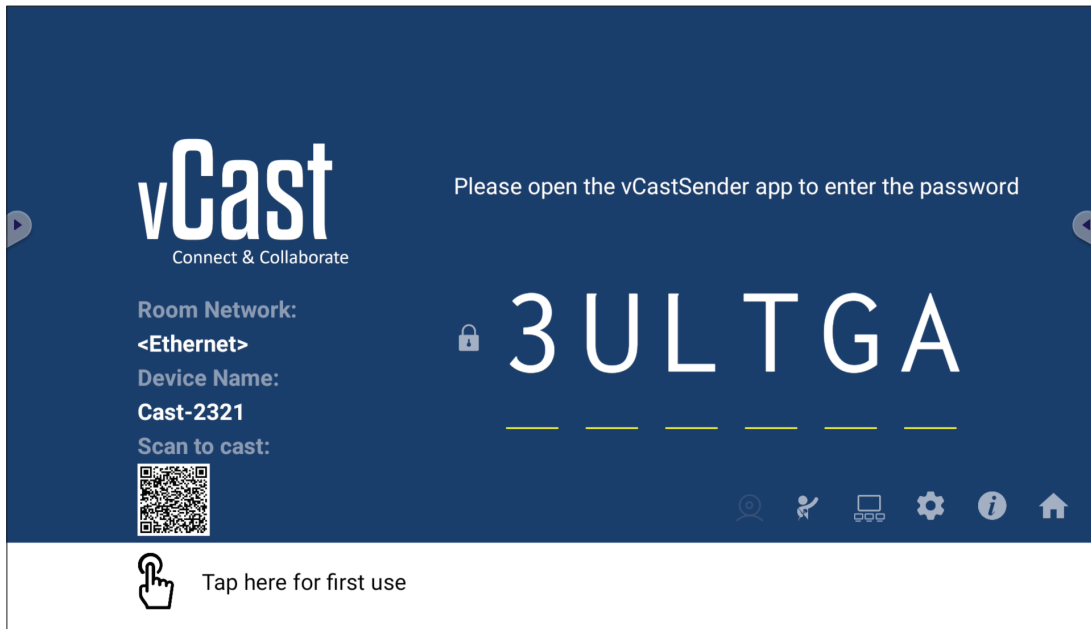 vCast
Connect & Collaborate
Please open the vCastSender app to enter the password
Room Network:
<Ethernet>
Device Name:
Cast-2321
Scan to cast:
3ULTGA
Tap here for first use